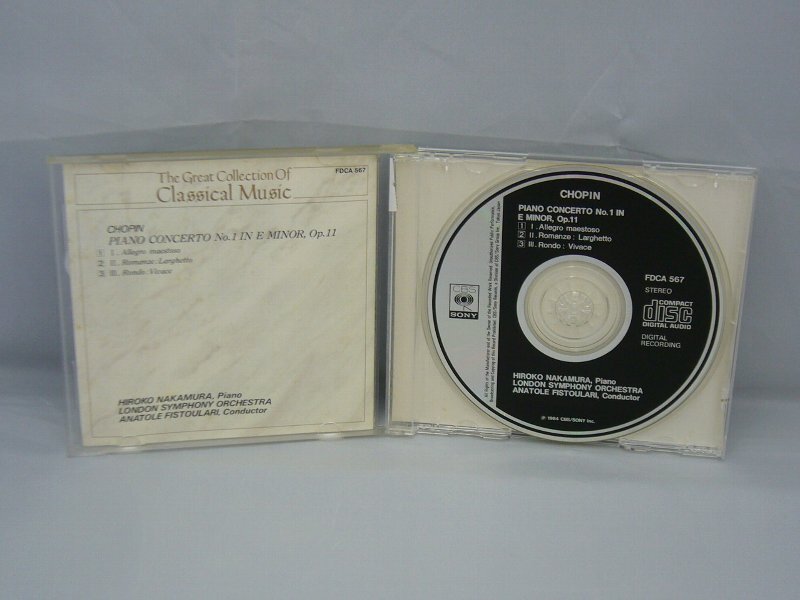 The Great Collection Of
Classical Music
FDCA 567
CHOPIN
PIANO CONCERTO No.1 IN E MINOR, Op.11
1 I. Allegro maestoso
2 II. Romanze: Larghetto
3 III. Rondo: Vivace
HIROKO NAKAMURA, Piano
LONDON SYMPHONY ORCHESTRA
ANATOLE FISTOULARI, Conductor
CHOPIN
PIANO CONCERTO No.1 IN
E MINOR, Op.11
1 I. Allegro maestoso
2 II. Romanze: Larghetto
3 III. Rondo: Vivace
CBS
SONY
FDCA 567
STEREO
COMPACT
disc
DIGITAL AUDIO
DIGITAL
RECORDING
HIROKO NAKAMURA, Piano
LONDON SYMPHONY ORCHESTRA
ANATOLE FISTOULARI, Conductor
℗ 1984 CBS/SONY Inc.